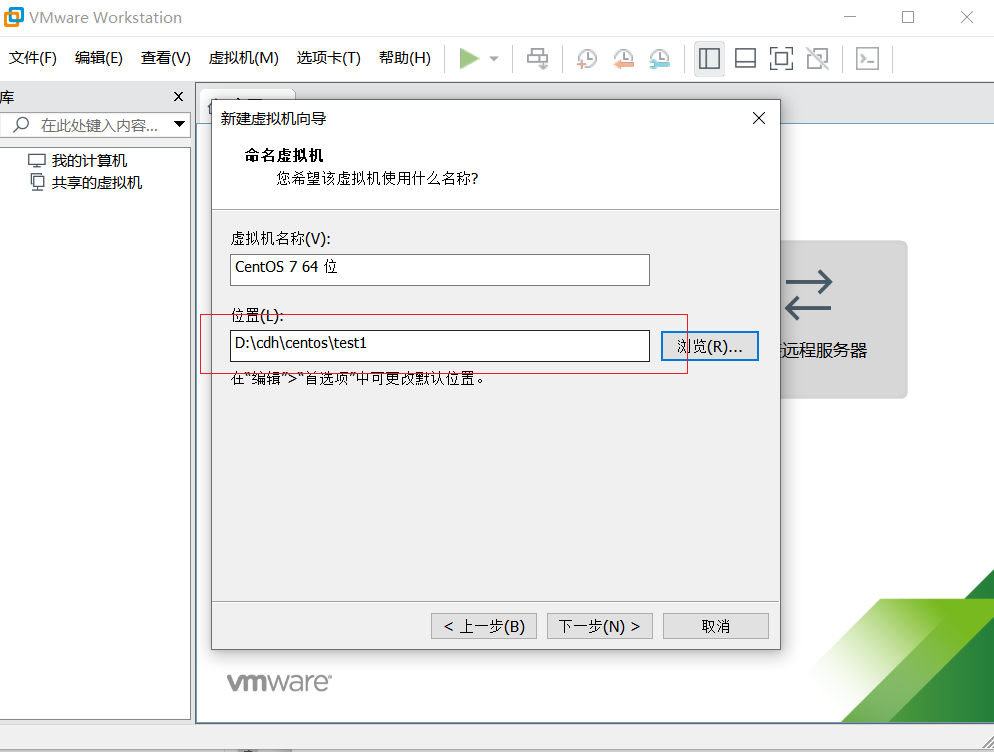 VMware Workstation
文件(F) 编辑(E) 查看(V) 虚拟机(M) 选项卡(T) 帮助(H)
库
在此处键入内容...
我的计算机
共享的虚拟机
新建虚拟机向导
命名虚拟机
您希望该虚拟机使用什么名称?
虚拟机名称(V):
CentOS 7 64 位
位置(L):
D:\cdh\centos\test1
浏览(R)...
在“编辑”>“首选项”中可更改默认位置。
远程服务器
< 上一步(B) 下一步(N) > 取消
vmware